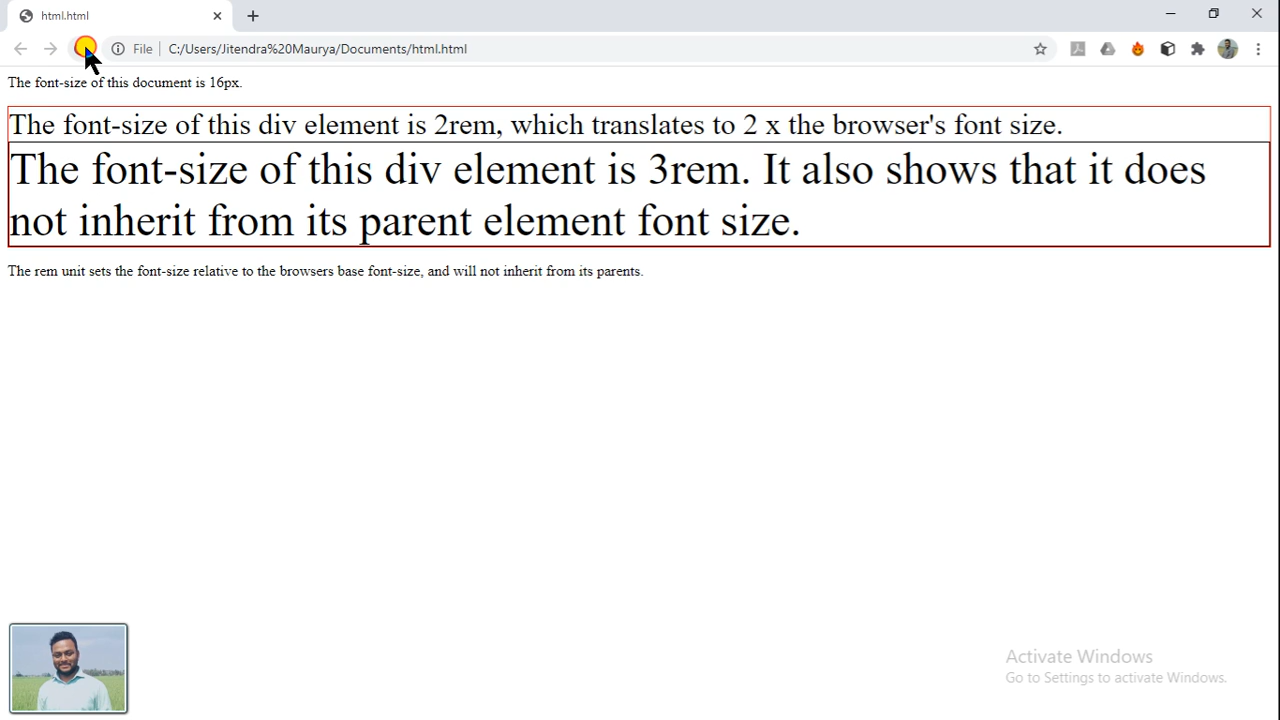 html.html
File
C:/Users/Jitendra%20Maurya/Documents/html.html
The font-size of this document is 16px.
The font-size of this div element is 2rem, which translates to 2 x the browser's font size.
The font-size of this div element is 3rem. It also shows that it does
not inherit from its parent element font size.
The rem unit sets the font-size relative to the browsers base font-size, and will not inherit from its parents.
Activate Windows
Go to Settings to activate Windows.